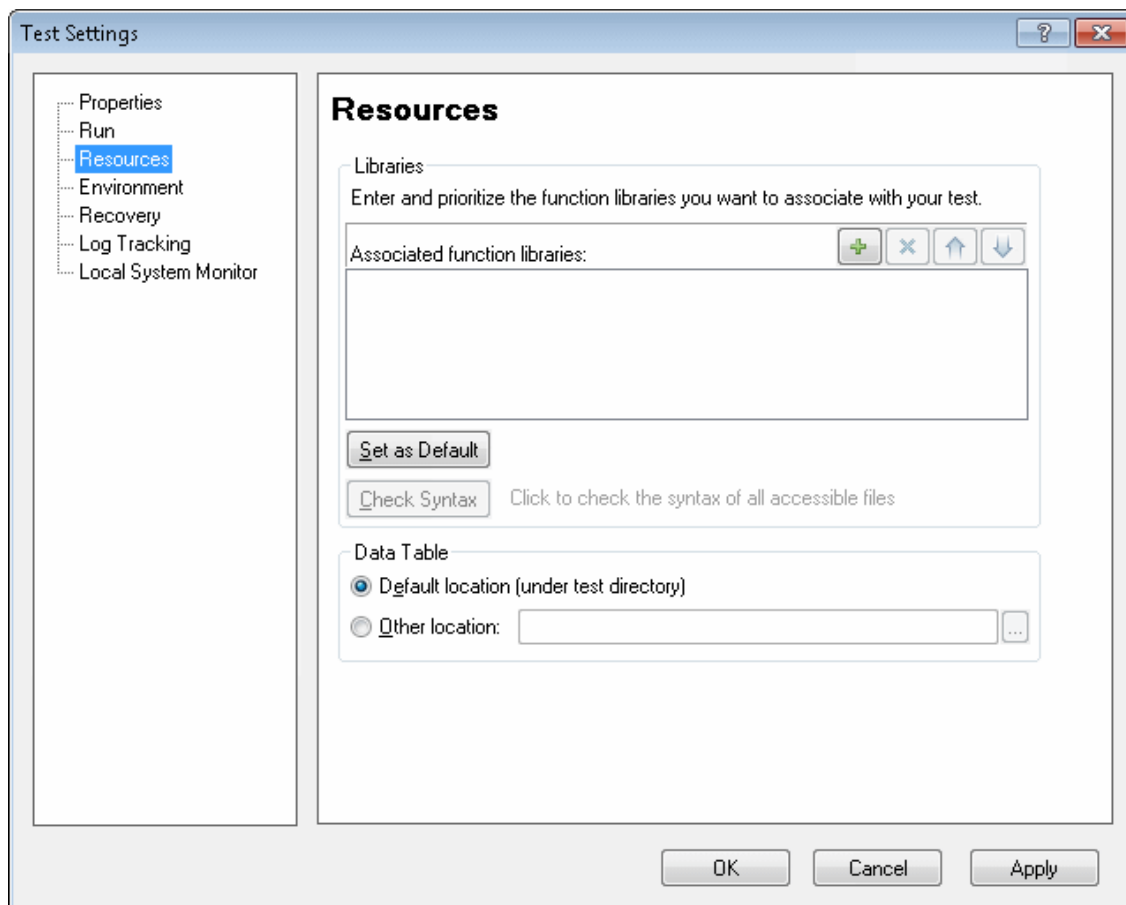 Test Settings
Properties
Run
Resources
Environment
Recovery
Log Tracking
Local System Monitor
Resources
Libraries
Enter and prioritize the function libraries you want to associate with your test.
Associated function libraries:
Set as Default
Check Syntax Click to check the syntax of all accessible files
Data Table
Default location (under test directory)
Other location: ...
OK Cancel Apply